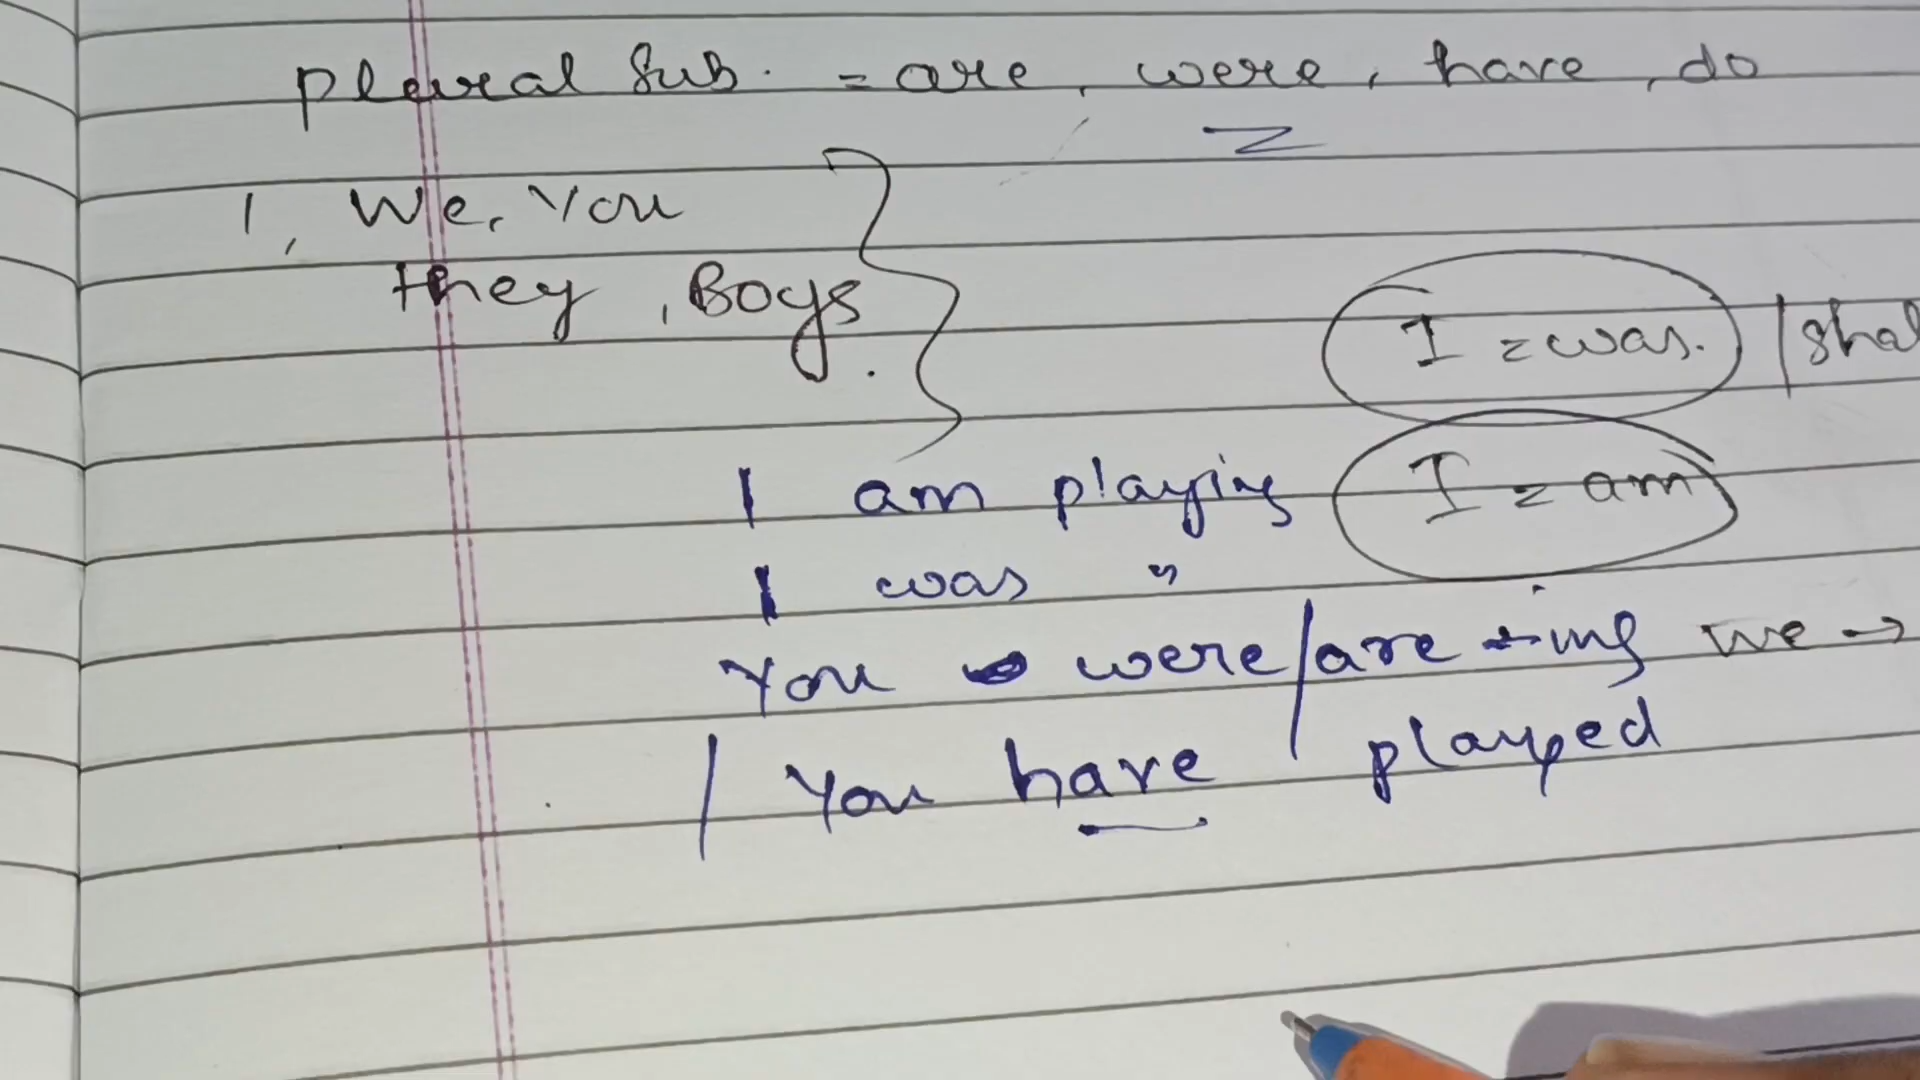 Plural Sub. = are, were, have, do
I, We, You
They, Boys.
I = was. /
I am playing I = am
I was "
You were/are -ing we →
/ You have played